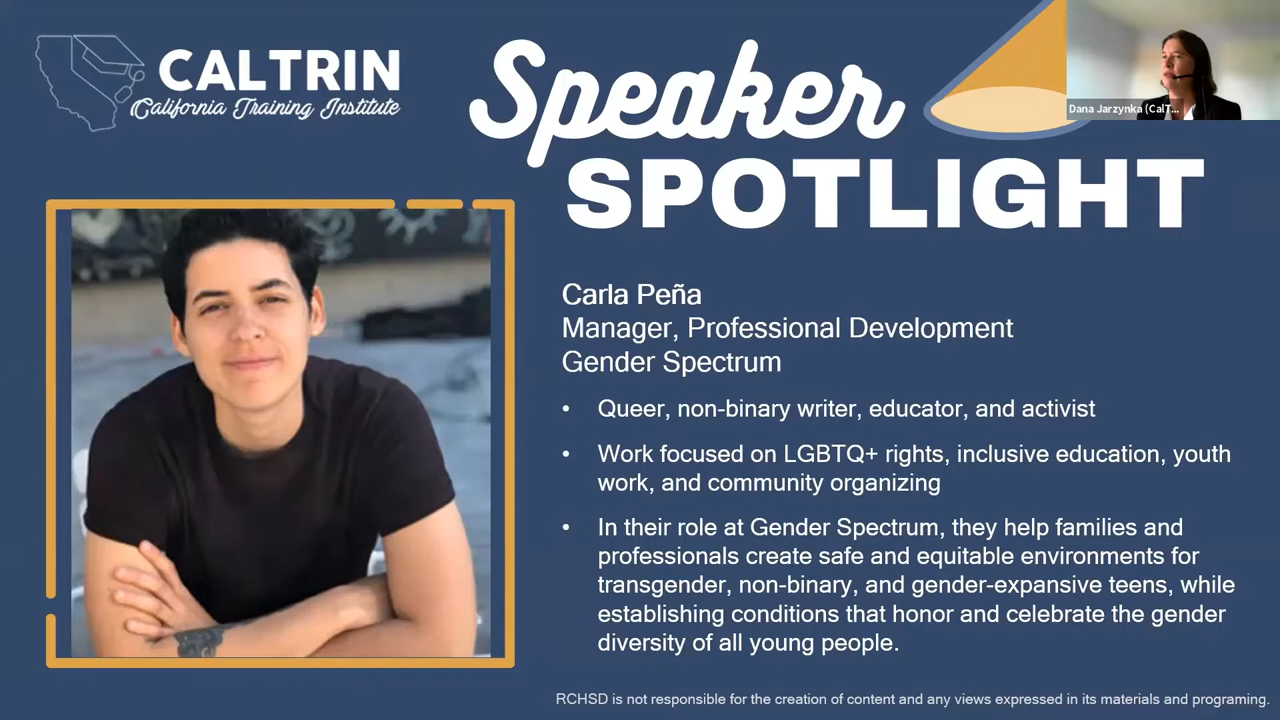 CALTRIN
California Training Institute
Speaker
SPOTLIGHT
Dana Jarzynka (CalT...
Carla Peña
Manager, Professional Development
Gender Spectrum
• Queer, non-binary writer, educator, and activist
• Work focused on LGBTQ+ rights, inclusive education, youth
work, and community organizing
• In their role at Gender Spectrum, they help families and
professionals create safe and equitable environments for
transgender, non-binary, and gender-expansive teens, while
establishing conditions that honor and celebrate the gender
diversity of all young people.
RCHSD is not responsible for the creation of content and any views expressed in its materials and programing.